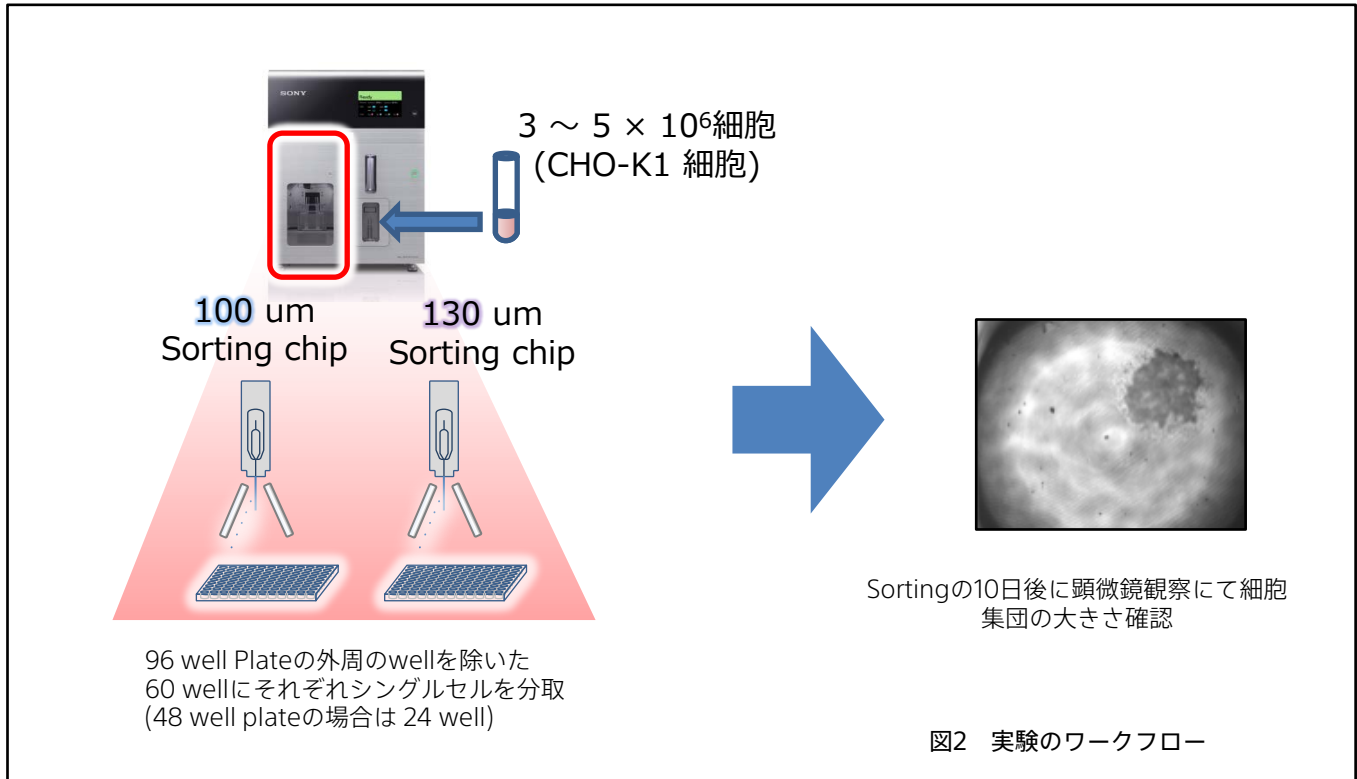 SONY
Ready
3 ～ 5 × 10⁶細胞
(CHO-K1 細胞)
100 um
Sorting chip
130 um
Sorting chip
96 well Plateの外周のwellを除いた
60 wellにそれぞれシングルセルを分取
(48 well plateの場合は 24 well)
Sortingの10日後に顕微鏡観察にて細胞
集団の大きさ確認
図2　実験のワークフロー